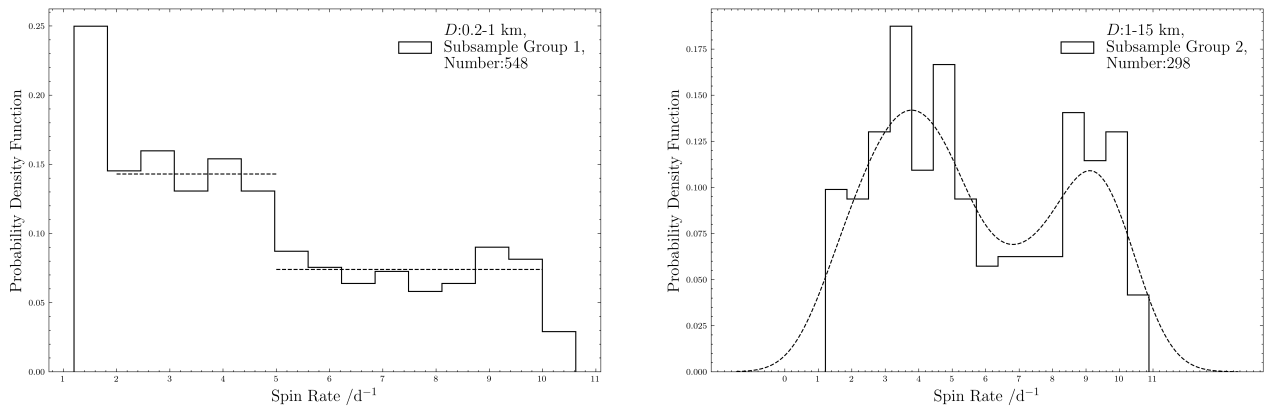 D:0.2-1 km,
Subsample Group 1,
Number:548
Probability Density Function
0.25
0.20
0.15
0.10
0.05
0.00
1 2 3 4 5 6 7 8 9 10 11
Spin Rate /d⁻¹
D:1-15 km,
Subsample Group 2,
Number:298
Probability Density Function
0.175
0.150
0.125
0.100
0.075
0.050
0.025
0.000
0 1 2 3 4 5 6 7 8 9 10 11
Spin Rate /d⁻¹